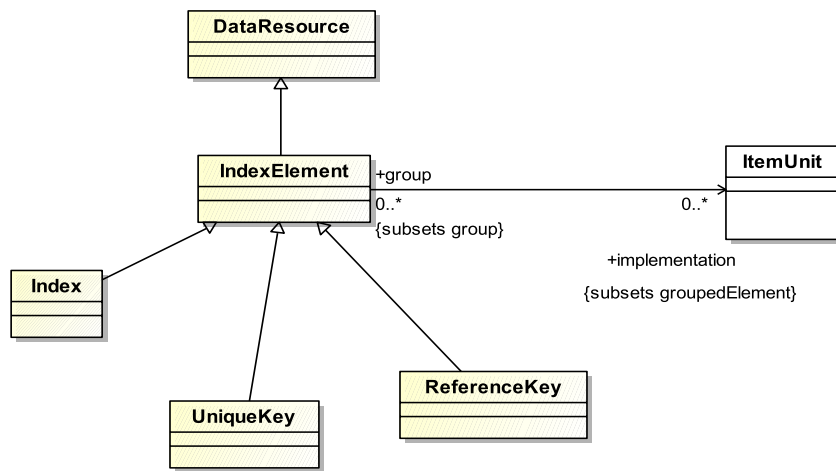 DataResource
IndexElement
ItemUnit
+group
0..*
0..*
{subsets group}
+implementation
{subsets groupedElement}
Index
ReferenceKey
UniqueKey